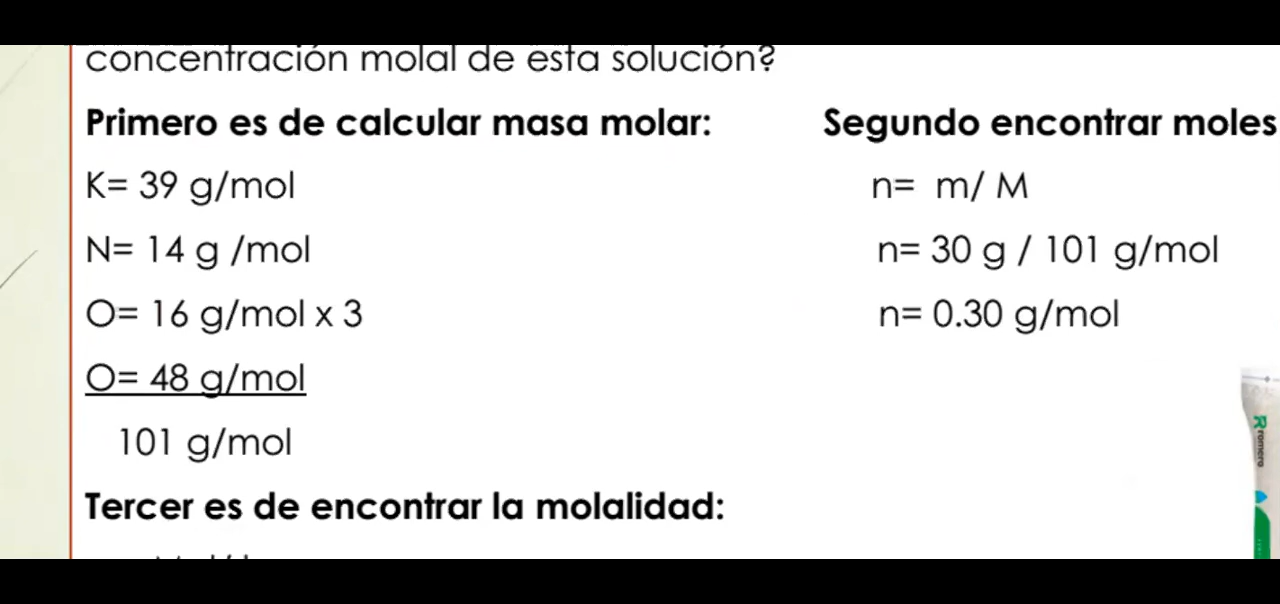 concentración molal de esta solución?
Primero es de calcular masa molar:
K= 39 g/mol
N= 14 g /mol
O= 16 g/mol x 3
O= 48 g/mol
101 g/mol
Segundo encontrar moles
n= m/ M
n= 30 g / 101 g/mol
n= 0.30 g/mol
Tercer es de encontrar la molalidad:
romero